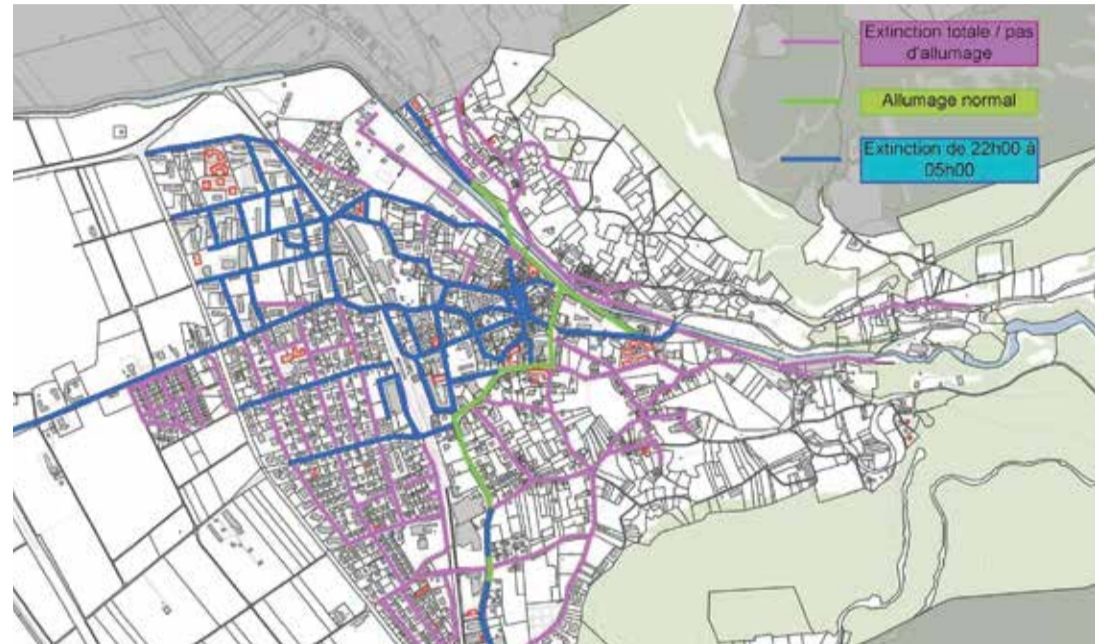 Extinction totale / pas
d'allumage
Allumage normal
Extinction de 22h00 à
05h00